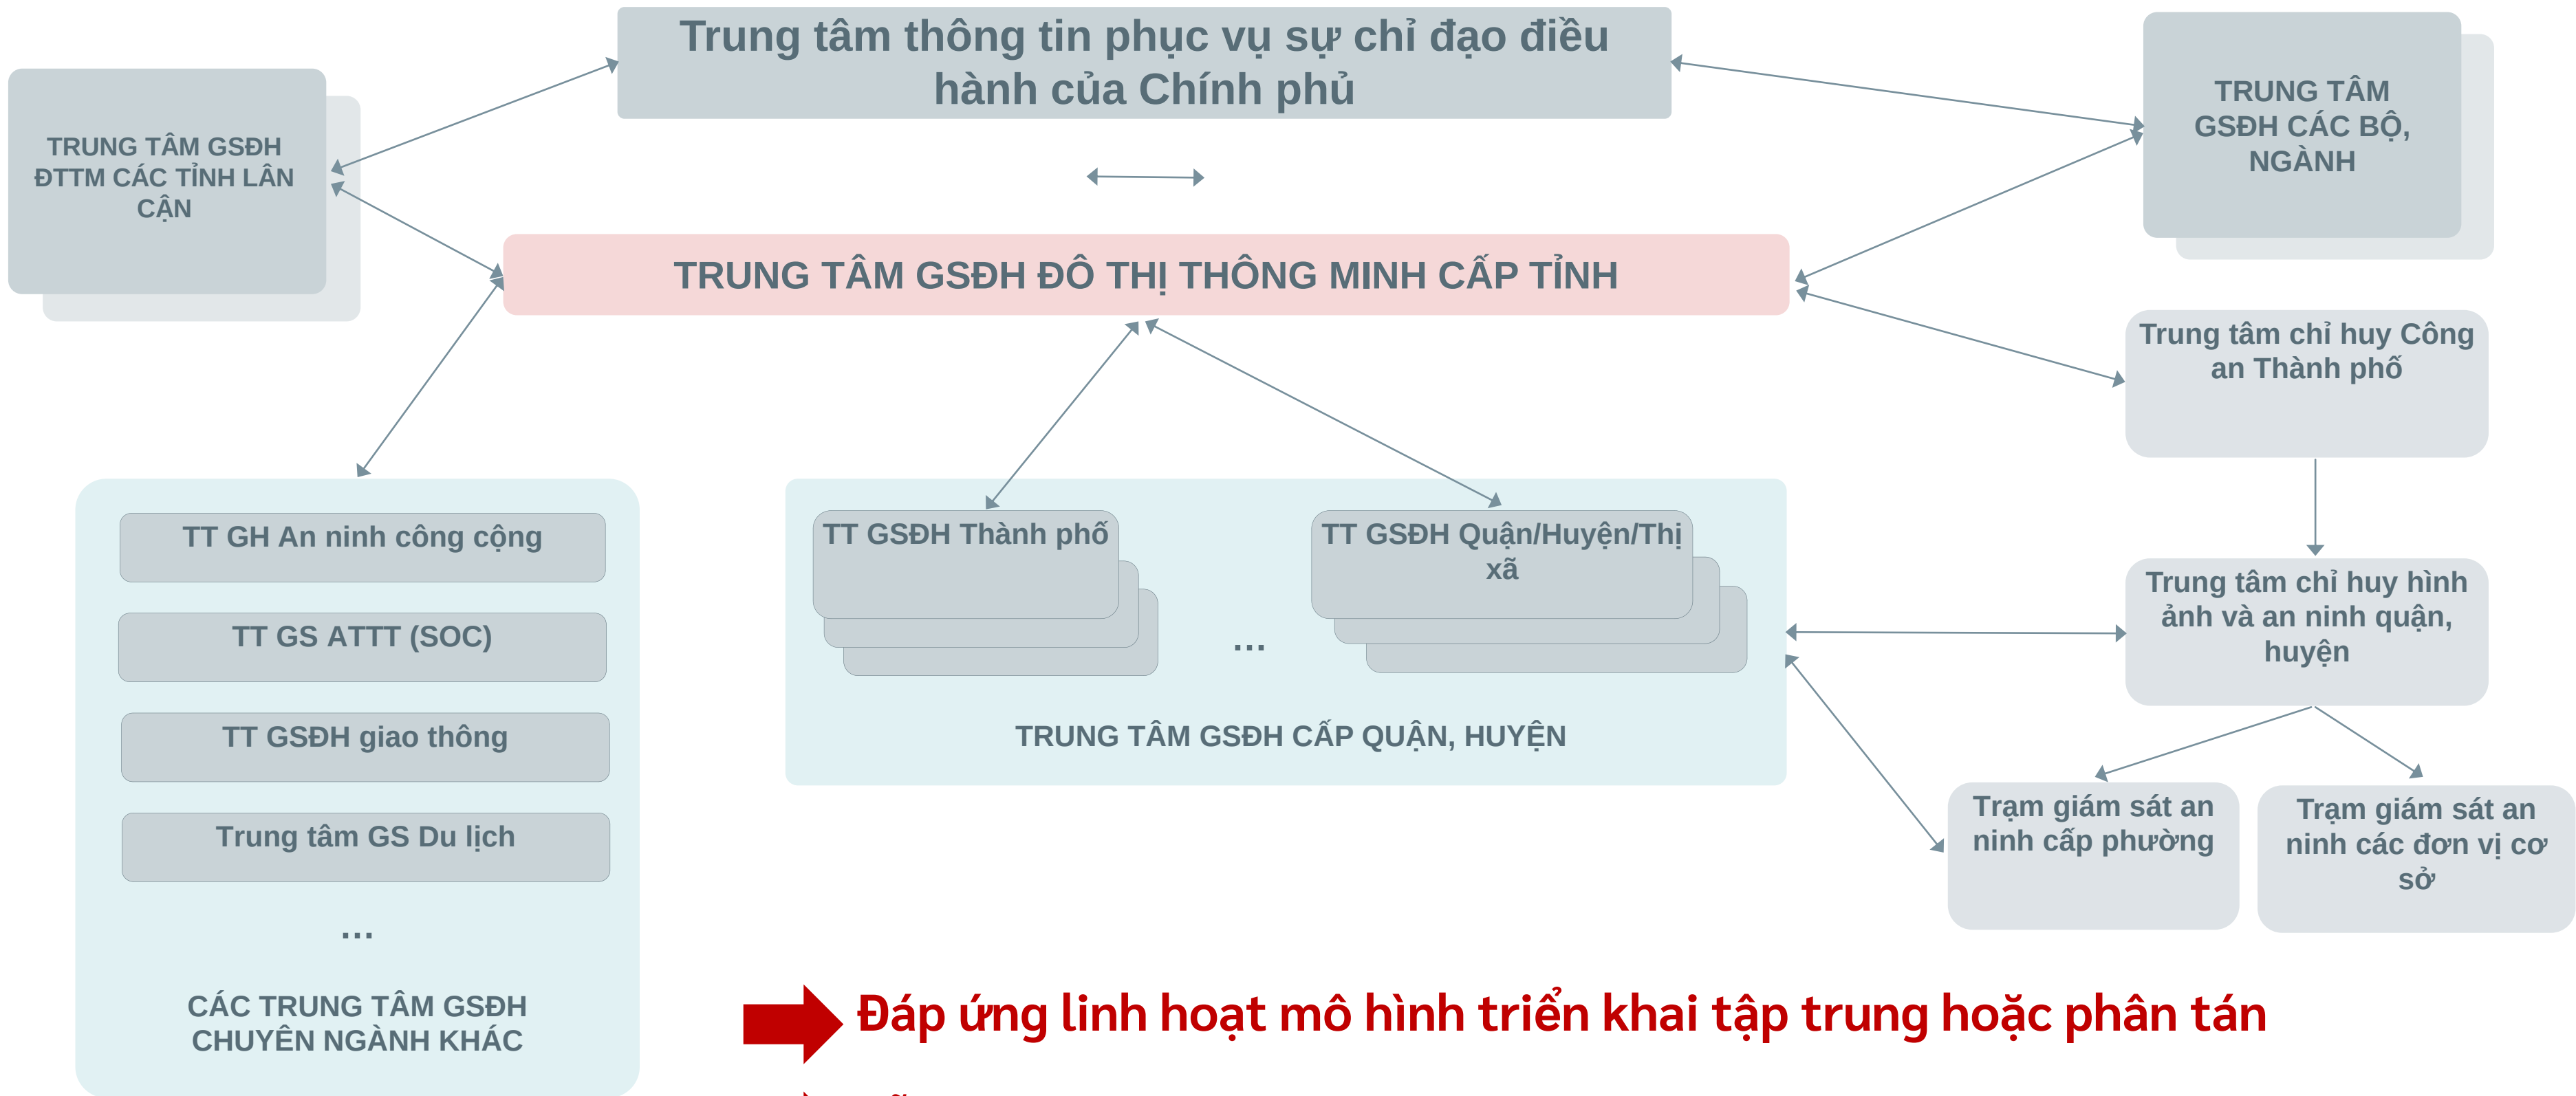 Trung tâm thông tin phục vụ sự chỉ đạo điều
hành của Chính phủ
TRUNG TÂM GSĐH
ĐTTM CÁC TỈNH LÂN
CẬN
TRUNG TÂM
GSĐH CÁC BỘ,
NGÀNH
TRUNG TÂM GSĐH ĐÔ THỊ THÔNG MINH CẤP TỈNH
Trung tâm chỉ huy Công
an Thành phố
TT GH An ninh công cộng
TT GS ATTT (SOC)
TT GSĐH giao thông
Trung tâm GS Du lịch
...
CÁC TRUNG TÂM GSĐH
CHUYÊN NGÀNH KHÁC
TT GSĐH Thành phố
...
TT GSĐH Quận/Huyện/Thị
xã
TRUNG TÂM GSĐH CẤP QUẬN, HUYỆN
Trung tâm chỉ huy hình
ảnh và an ninh quận,
huyện
Trạm giám sát an
ninh cấp phường
Trạm giám sát an
ninh các đơn vị cơ
sở
Đáp ứng linh hoạt mô hình triển khai tập trung hoặc phân tán